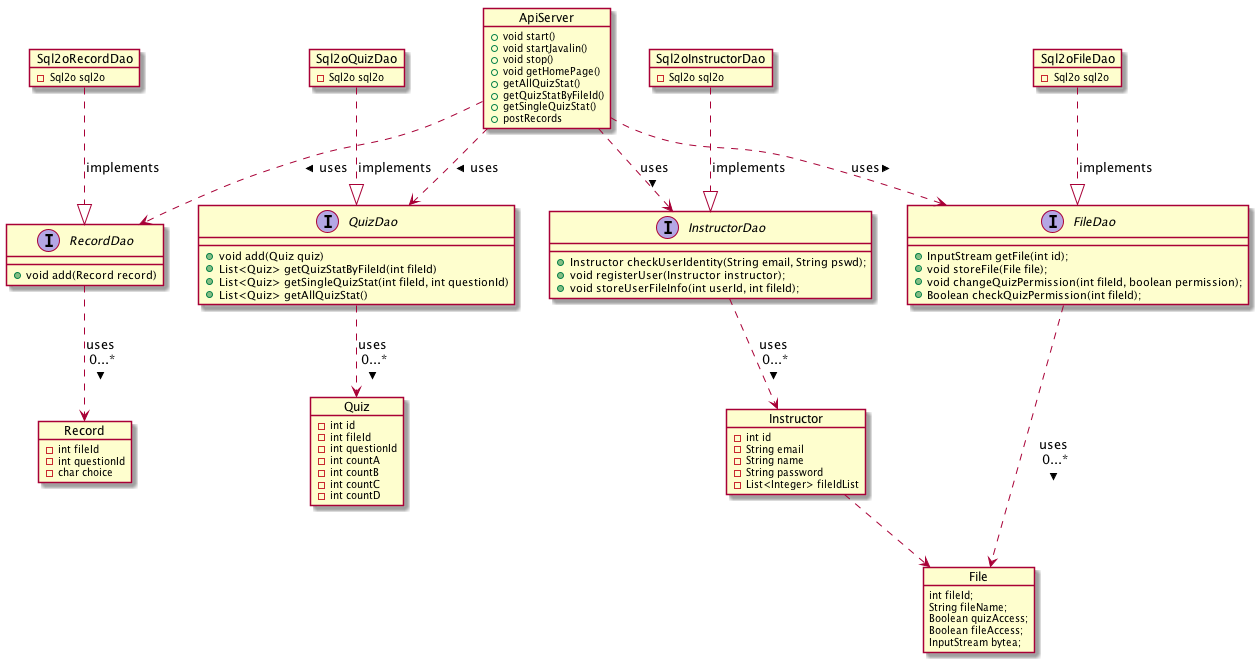 ApiServer
void start()
void startJavalin()
void stop()
void getHomePage()
getAllQuizStat()
getQuizStatByFileId()
getSingleQuizStat()
postRecords
Sql2oRecordDao
Sql2o sql2o
Sql2oQuizDao
Sql2o sql2o
Sql2oInstructorDao
Sql2o sql2o
Sql2oFileDao
Sql2o sql2o
implements
uses
implements
uses
uses
implements
uses
implements
I RecordDao
void add(Record record)
I QuizDao
void add(Quiz quiz)
List<Quiz> getQuizStatByFileId(int fileId)
List<Quiz> getSingleQuizStat(int fileId, int questionId)
List<Quiz> getAllQuizStat()
I InstructorDao
Instructor checkUserIdentity(String email, String pswd);
void registerUser(Instructor instructor);
void storeUserFileInfo(int userId, int fileId);
I FileDao
InputStream getFile(int id);
void storeFile(File file);
void changeQuizPermission(int fileId, boolean permission);
Boolean checkQuizPermission(int fileId);
uses
0...*
uses
0...*
uses
0...*
uses
0...*
Record
int fileId
int questionId
char choice
Quiz
int id
int fileId
int questionId
int countA
int countB
int countC
int countD
Instructor
int id
String email
String name
String password
List<Integer> fileIdList
File
int fileId;
String fileName;
Boolean quizAccess;
Boolean fileAccess;
InputStream bytea;